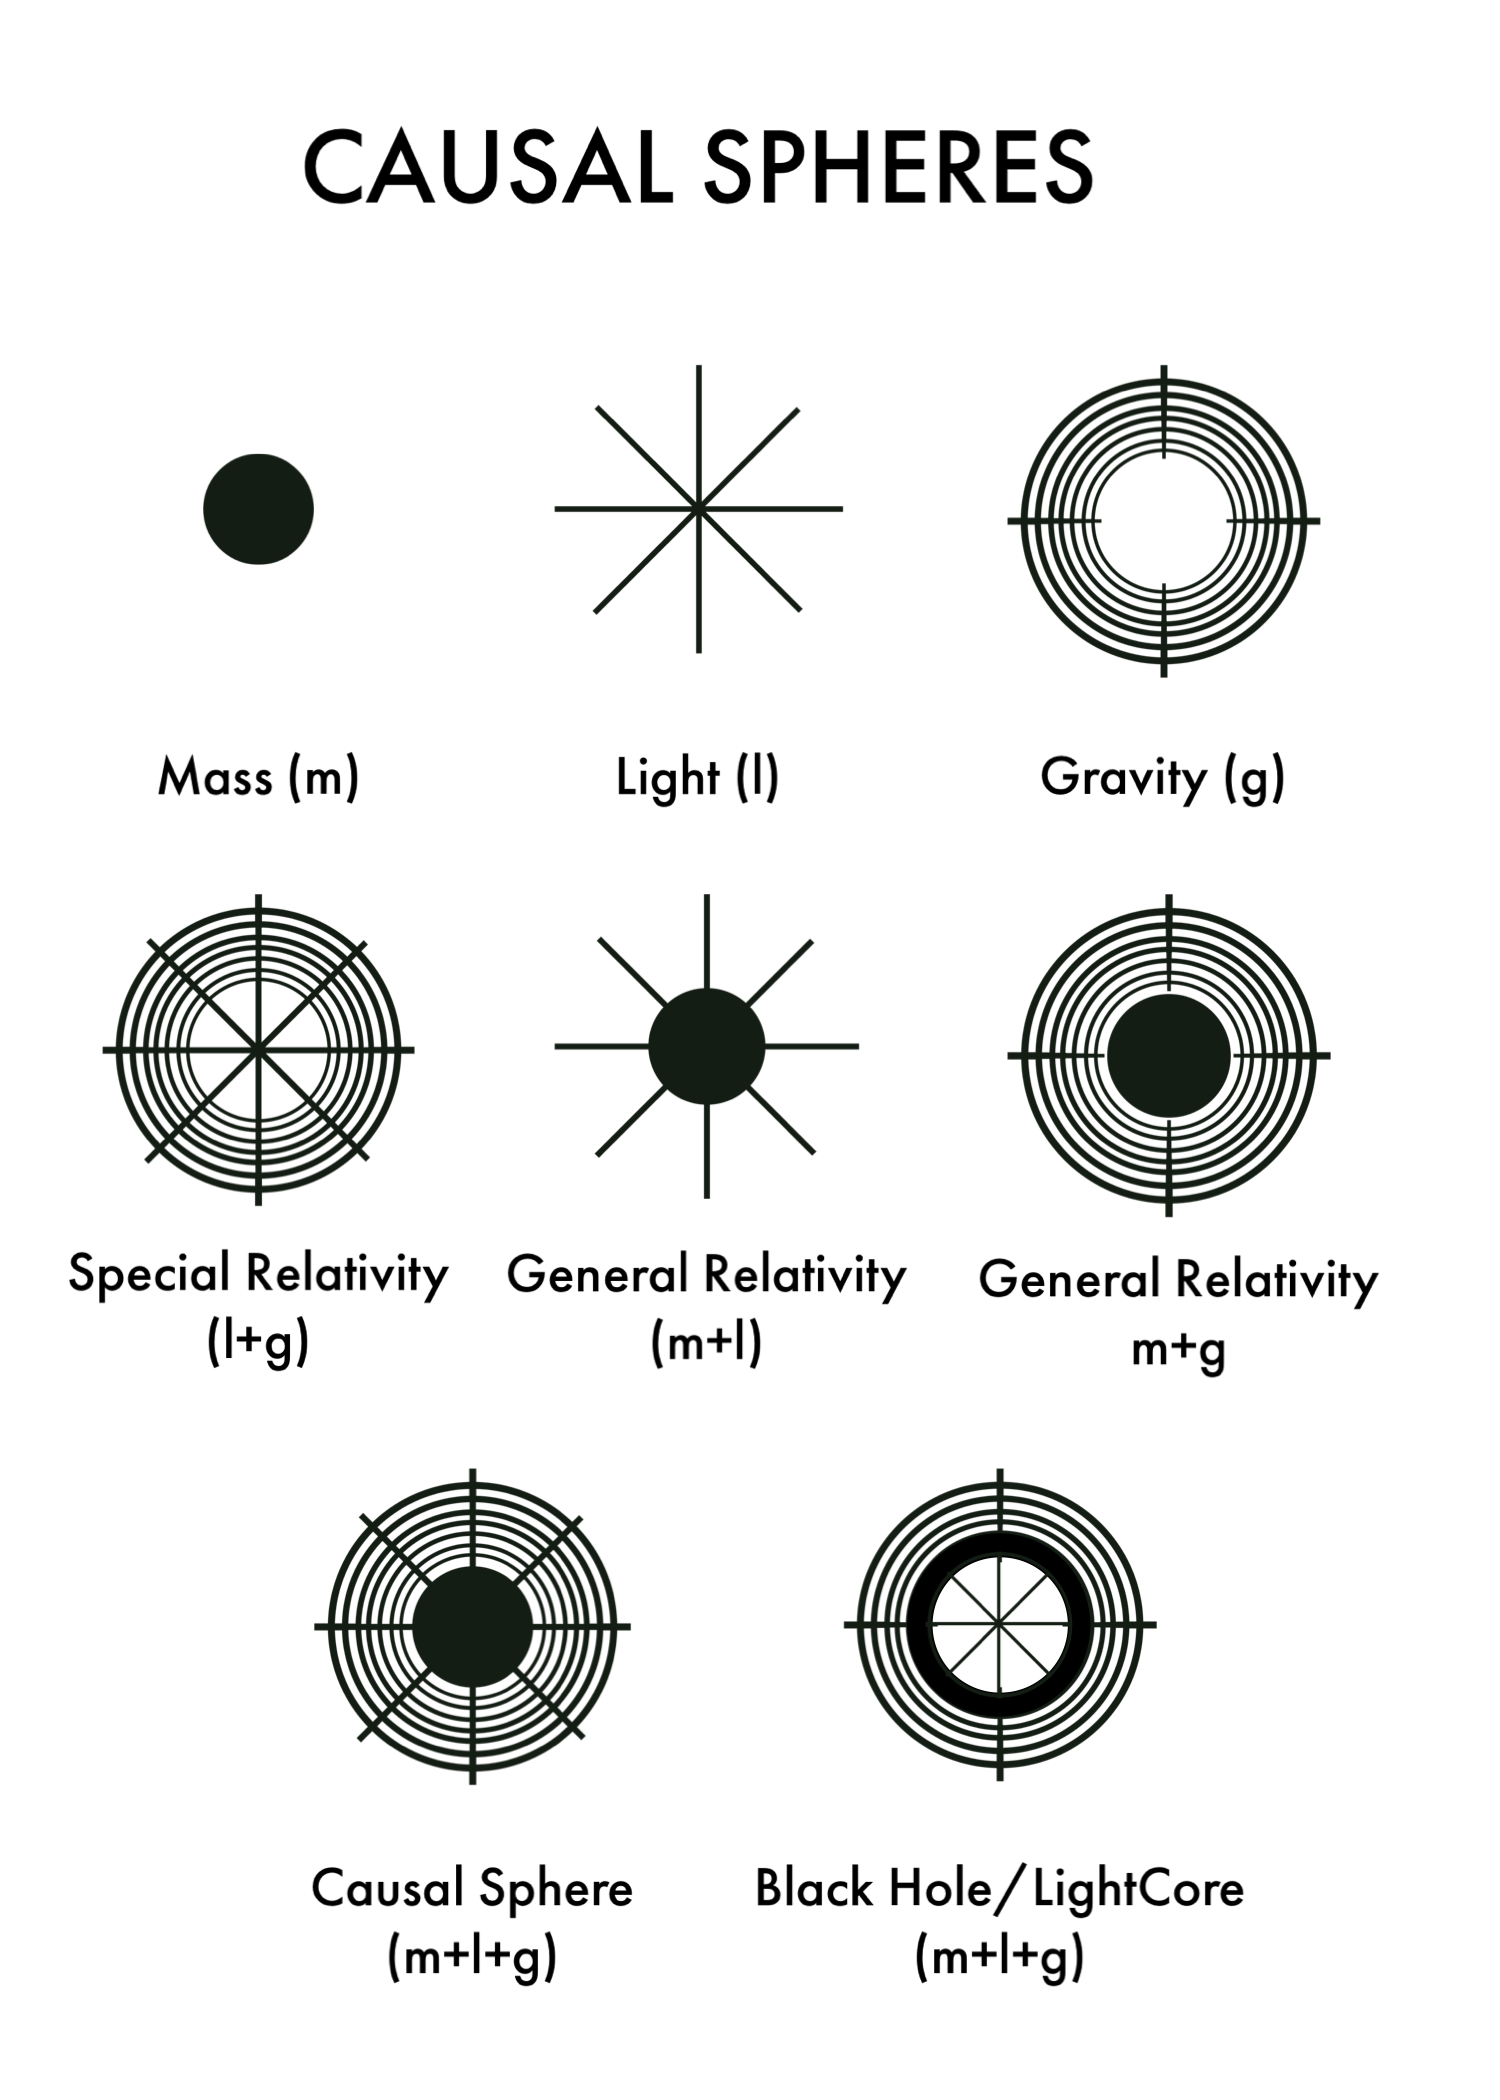 CAUSAL SPHERES
Mass (m)
Light (l)
Gravity (g)
Special Relativity
(l+g)
General Relativity
(m+l)
General Relativity
m+g
Causal Sphere
(m+l+g)
Black Hole/LightCore
(m+l+g)